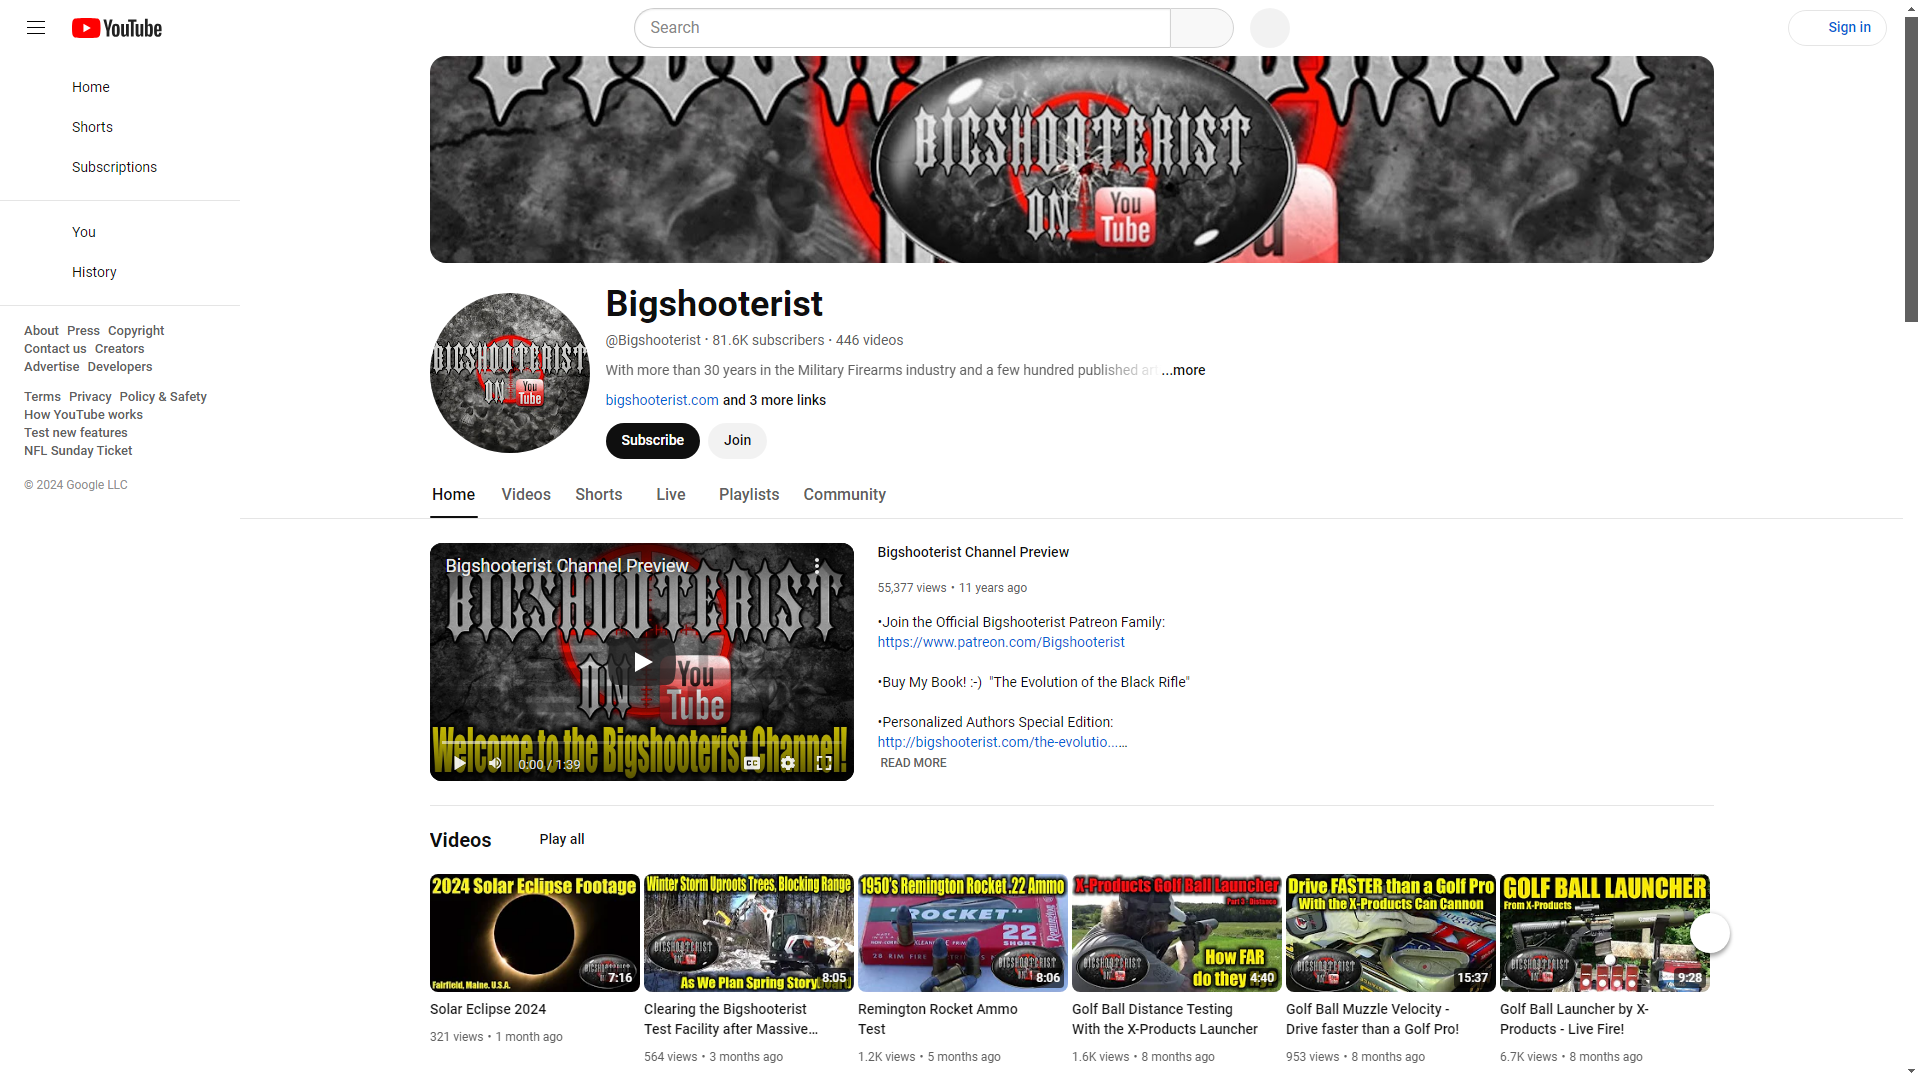 YouTube
Search
Sign in
Home
Shorts
Subscriptions
You
History
About Press Copyright
Contact us Creators
Advertise Developers
Terms Privacy Policy & Safety
How YouTube works
Test new features
NFL Sunday Ticket
© 2024 Google LLC
BIGSHOOTERIST
ON You
Tube
BIGSHOOTERIST
ON You
Tube
Bigshooterist
@Bigshooterist • 81.6K subscribers • 446 videos
With more than 30 years in the Military Firearms industry and a few hundred published art ...more
bigshooterist.com and 3 more links
Subscribe Join
Home Videos Shorts Live Playlists Community
Bigshooterist Channel Preview
BIGSHOOTERIST
ON You
Tube
Welcome to the Bigshooterist Channel!
0:00 / 1:39
CC
Bigshooterist Channel Preview
55,377 views • 11 years ago
•Join the Official Bigshooterist Patreon Family:
https://www.patreon.com/Bigshooterist
•Buy My Book! :-) "The Evolution of the Black Rifle"
•Personalized Authors Special Edition:
http://bigshooterist.com/the-evolutio......
READ MORE
Videos Play all
2024 Solar Eclipse Footage
Fairfield, Maine. U.S.A.
7:16
Solar Eclipse 2024
321 views • 1 month ago
Winter Storm Uproots Trees, Blocking Range
As We Plan Spring Storyboard
8:05
Clearing the Bigshooterist
Test Facility after Massive...
564 views • 3 months ago
1950's Remington Rocket .22 Ammo
"ROCKET"
22
SHORT
Remington
8:06
Remington Rocket Ammo
Test
1.2K views • 5 months ago
X-Products Golf Ball Launcher
Part 3 - Distance
How FAR
do they
4:40
Golf Ball Distance Testing
With the X-Products Launcher
1.6K views • 8 months ago
Drive FASTER than a Golf Pro
With the X-Products Can Cannon
15:37
Golf Ball Muzzle Velocity -
Drive faster than a Golf Pro!
953 views • 8 months ago
GOLF BALL LAUNCHER
From X-Products
9:28
Golf Ball Launcher by X-
Products - Live Fire!
6.7K views • 8 months ago